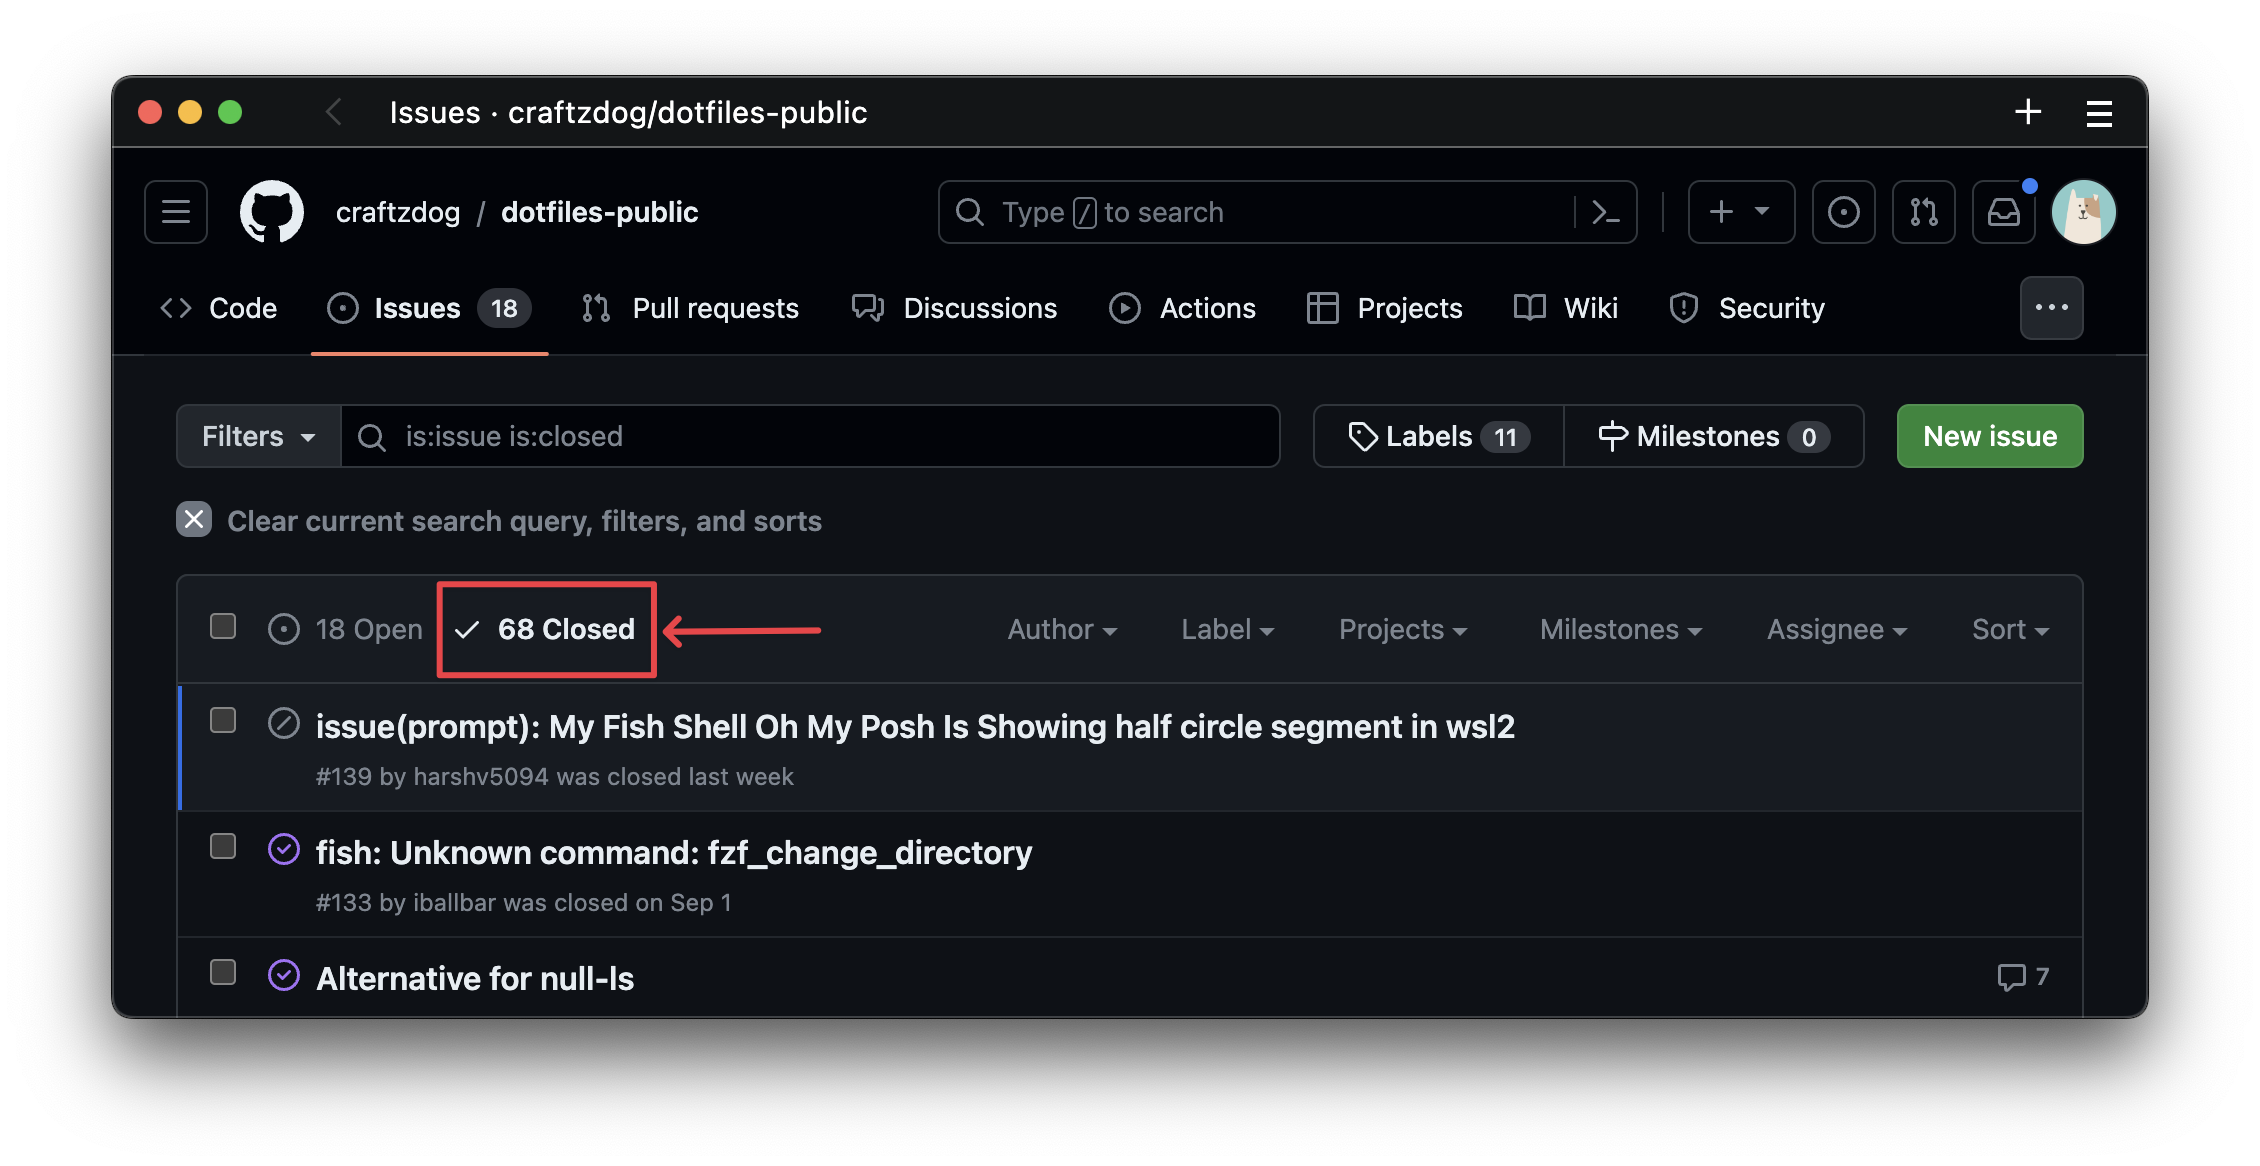 Issues · craftzdog/dotfiles-public
craftzdog / dotfiles-public
Type / to search
Code
Issues 18
Pull requests
Discussions
Actions
Projects
Wiki
Security
Filters
is:issue is:closed
Labels 11
Milestones 0
New issue
Clear current search query, filters, and sorts
18 Open
68 Closed
Author
Label
Projects
Milestones
Assignee
Sort
issue(prompt): My Fish Shell Oh My Posh Is Showing half circle segment in wsl2
#139 by harshv5094 was closed last week
fish: Unknown command: fzf_change_directory
#133 by iballbar was closed on Sep 1
Alternative for null-ls
7